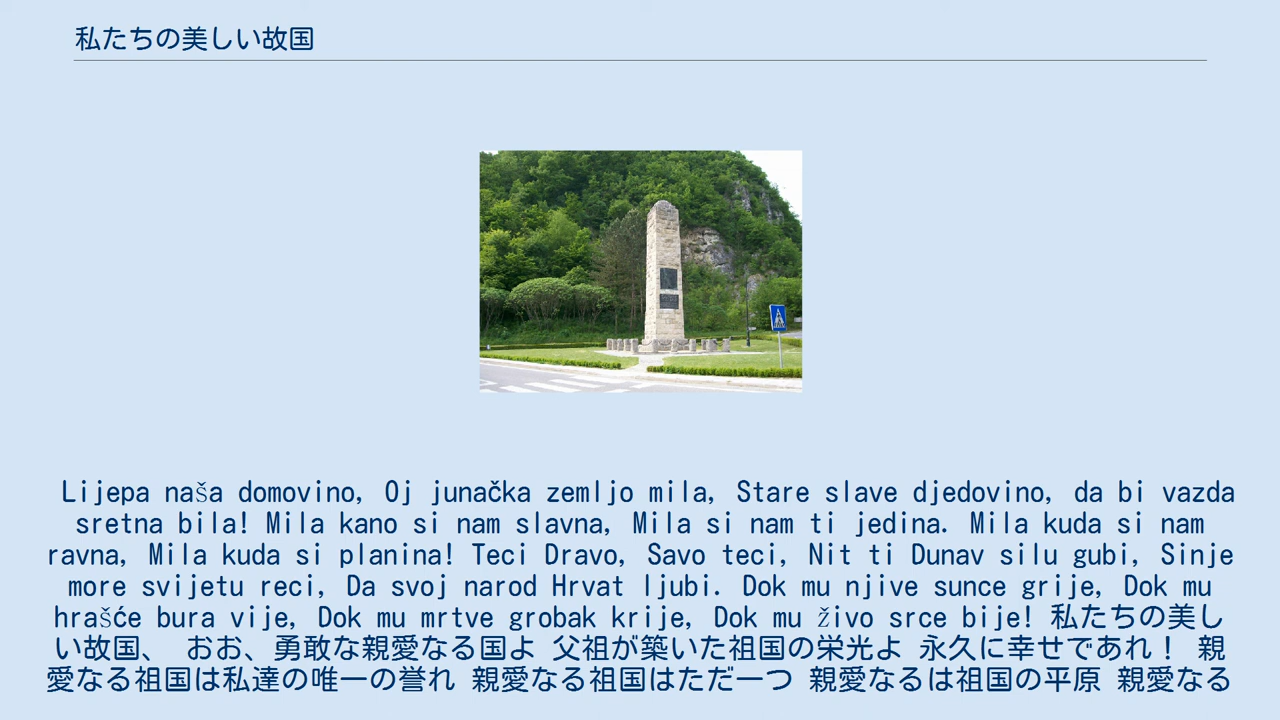 私たちの美しい故国
Lijepa naša domovino, Oj junačka zemljo mila, Stare slave djedovino, da bi vazda
sretna bila! Mila kano si nam slavna, Mila si nam ti jedina. Mila kuda si nam
ravna, Mila kuda si planina! Teci Dravo, Savo teci, Nit ti Dunav silu gubi, Sinje
more svijetu reci, Da svoj narod Hrvat ljubi. Dok mu njive sunce grije, Dok mu
hrašće bura vije, Dok mu mrtve grobak krije, Dok mu živo srce bije! 私たちの美し
い故国、 おお、勇敢な親愛なる国よ 父祖が築いた祖国の栄光よ 永久に幸せであれ！ 親
愛なる祖国は私達の唯一の誉れ 親愛なる祖国はただ一つ 親愛なるは祖国の平原 親愛なる